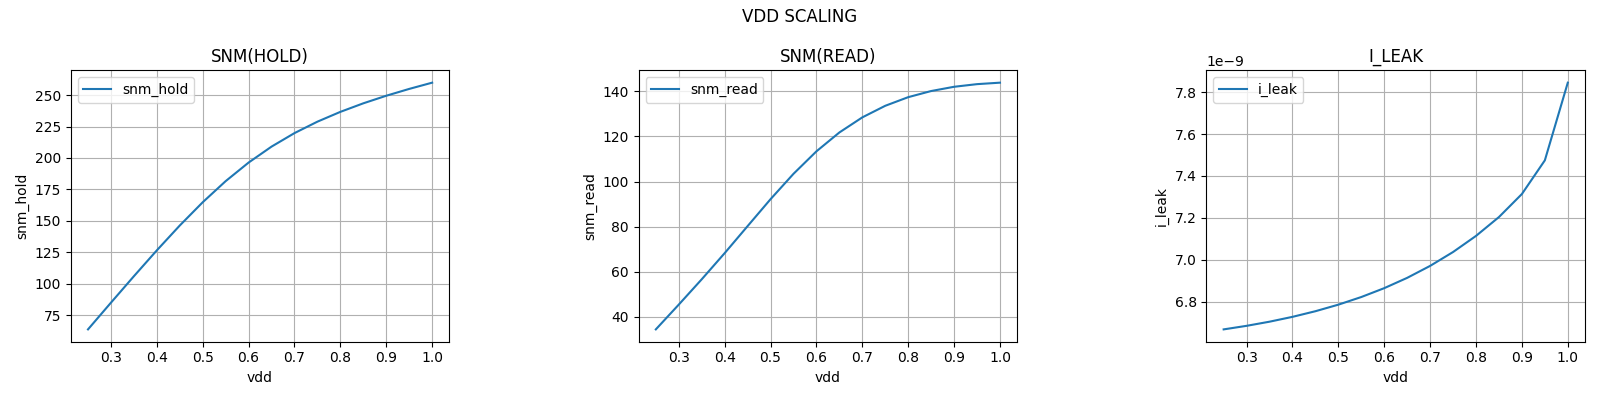 VDD SCALING
SNM(HOLD)
snm_hold
250
225
200
175
150
125
100
75
snm_hold
0.3 0.4 0.5 0.6 0.7 0.8 0.9 1.0
vdd
SNM(READ)
snm_read
140
120
100
80
60
40
snm_read
0.3 0.4 0.5 0.6 0.7 0.8 0.9 1.0
vdd
I_LEAK
1e−9
i_leak
7.8
7.6
7.4
7.2
7.0
6.8
i_leak
0.3 0.4 0.5 0.6 0.7 0.8 0.9 1.0
vdd